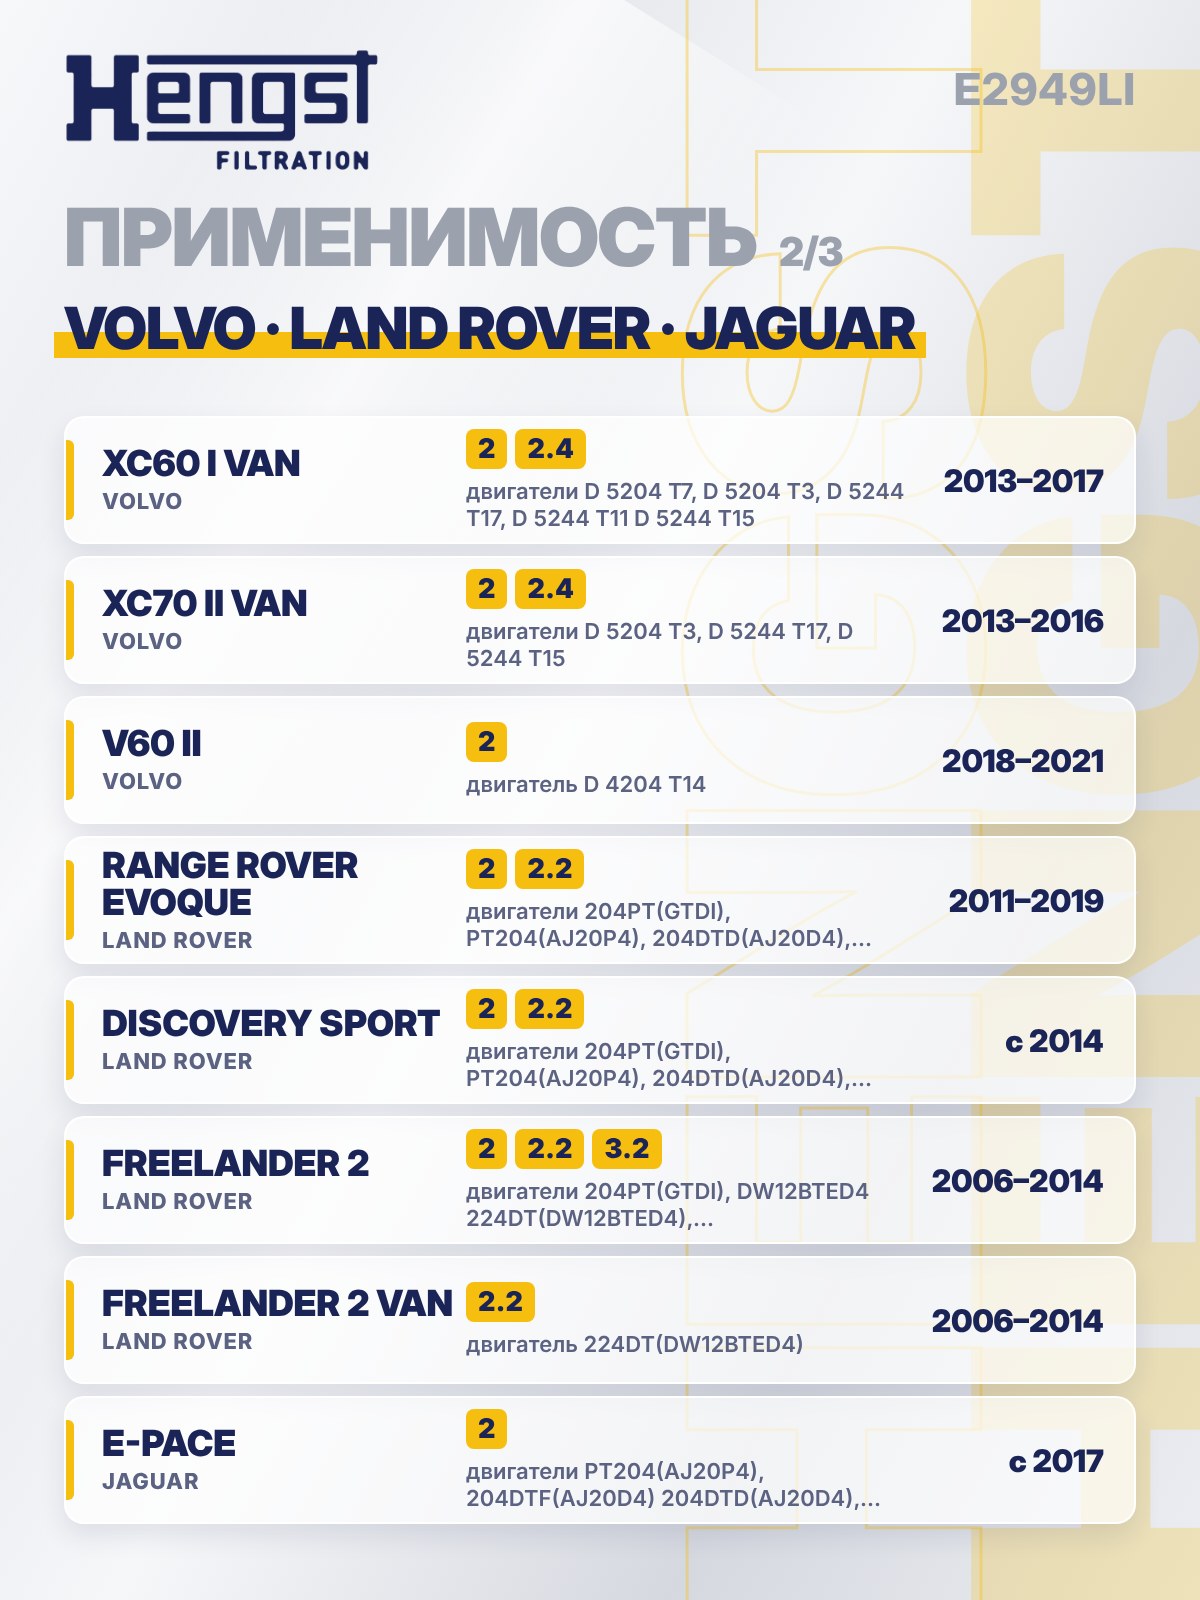 Hengst
FILTRATION
E2949LI
ПРИМЕНИМОСТЬ 2/3
VOLVO · LAND ROVER · JAGUAR
XC60 I VAN
VOLVO
2 2.4
двигатели D 5204 T7, D 5204 T3, D 5244
T17, D 5244 T11 D 5244 T15
2013–2017
XC70 II VAN
VOLVO
2 2.4
двигатели D 5204 T3, D 5244 T17, D
5244 T15
2013–2016
V60 II
VOLVO
2
двигатель D 4204 T14
2018–2021
RANGE ROVER
EVOQUE
LAND ROVER
2 2.2
двигатели 204PT(GTDI),
PT204(AJ20P4), 204DTD(AJ20D4),...
2011–2019
DISCOVERY SPORT
LAND ROVER
2 2.2
двигатели 204PT(GTDI),
PT204(AJ20P4), 204DTD(AJ20D4),...
с 2014
FREELANDER 2
LAND ROVER
2 2.2 3.2
двигатели 204PT(GTDI), DW12BTED4
224DT(DW12BTED4),...
2006–2014
FREELANDER 2 VAN
LAND ROVER
2.2
двигатель 224DT(DW12BTED4)
2006–2014
E-PACE
JAGUAR
2
двигатели PT204(AJ20P4),
204DTF(AJ20D4) 204DTD(AJ20D4),...
с 2017
HENGST
HENGST